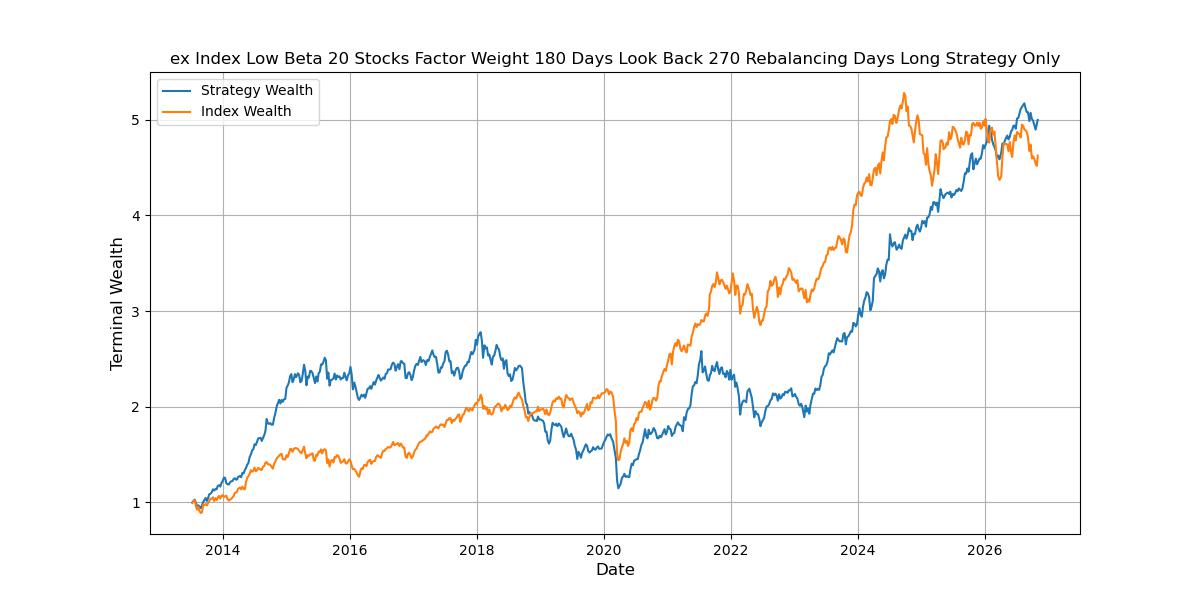 ex Index Low Beta 20 Stocks Factor Weight 180 Days Look Back 270 Rebalancing Days Long Strategy Only
Strategy Wealth
Index Wealth
Terminal Wealth
5
4
3
2
1
2014 2016 2018 2020 2022 2024 2026
Date